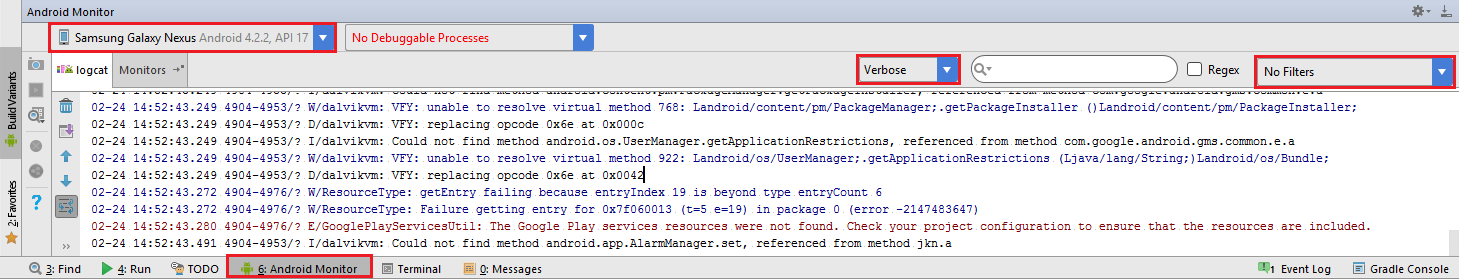 Android Monitor
Samsung Galaxy Nexus Android 4.2.2, API 17 No Debuggable Processes
logcat Monitors Verbose Regex No Filters
02-24 14:52:43.249 4904-4953/? W/dalvikvm: VFY: unable to resolve virtual method 768: Landroid/content/pm/PackageManager;.getPackageInstaller ()Landroid/content/pm/PackageInstaller;
02-24 14:52:43.249 4904-4953/? D/dalvikvm: VFY: replacing opcode 0x6e at 0x000c
02-24 14:52:43.249 4904-4953/? I/dalvikvm: Could not find method android.os.UserManager.getApplicationRestrictions, referenced from method com.google.android.gms.common.e.a
02-24 14:52:43.249 4904-4953/? W/dalvikvm: VFY: unable to resolve virtual method 922: Landroid/os/UserManager;.getApplicationRestrictions (Ljava/lang/String;)Landroid/os/Bundle;
02-24 14:52:43.249 4904-4953/? D/dalvikvm: VFY: replacing opcode 0x6e at 0x0042
02-24 14:52:43.272 4904-4976/? W/ResourceType: getEntry failing because entryIndex 19 is beyond type entryCount 6
02-24 14:52:43.272 4904-4976/? W/ResourceType: Failure getting entry for 0x7f060013 (t=5 e=19) in package 0 (error -2147483647)
02-24 14:52:43.280 4904-4976/? E/GooglePlayServicesUtil: The Google Play services resources were not found. Check your project configuration to ensure that the resources are included.
02-24 14:52:43.491 4904-4953/? I/dalvikvm: Could not find method android.app.AlarmManager.set, referenced from method jkn.a
Build Variants
2: Favorites
3: Find 4: Run TODO 6: Android Monitor Terminal 0: Messages 1 Event Log Gradle Console